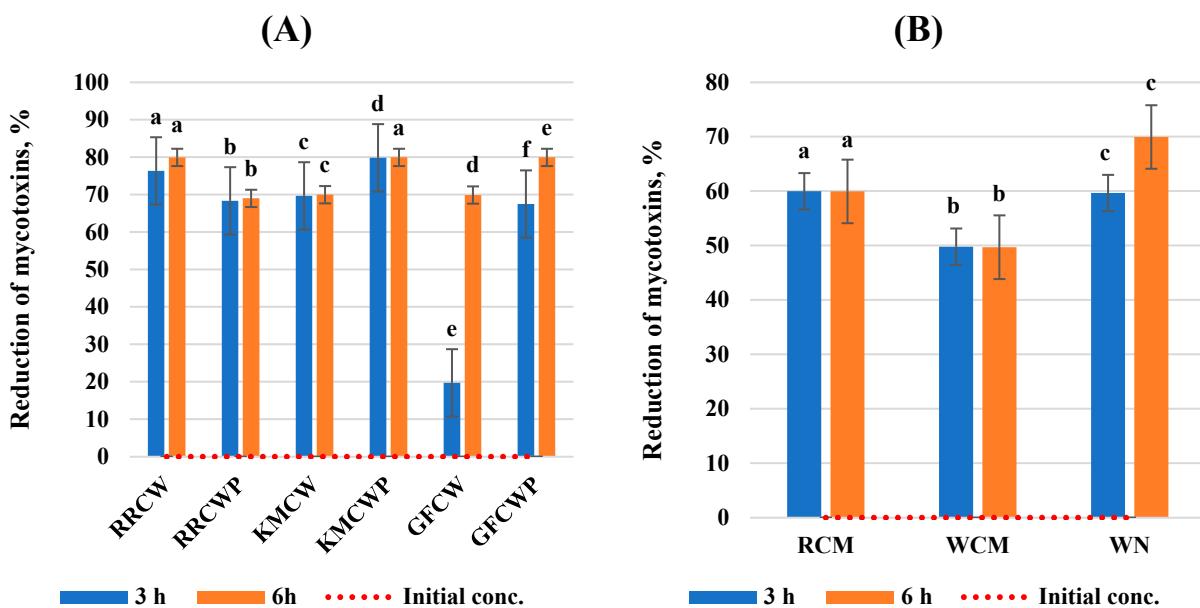 (A)
Reduction of mycotoxins, %
100
90
80
70
60
50
40
30
20
10
0
a a b b c c d a e d f e
RRCW RRCWP KMCW KMCWP GFCW GFCWP
3 h 6h Initial conc.
(B)
Reduction of mycotoxins, %
80
70
60
50
40
30
20
10
0
a a b b c c
RCM WCM WN
3 h 6 h Initial conc.